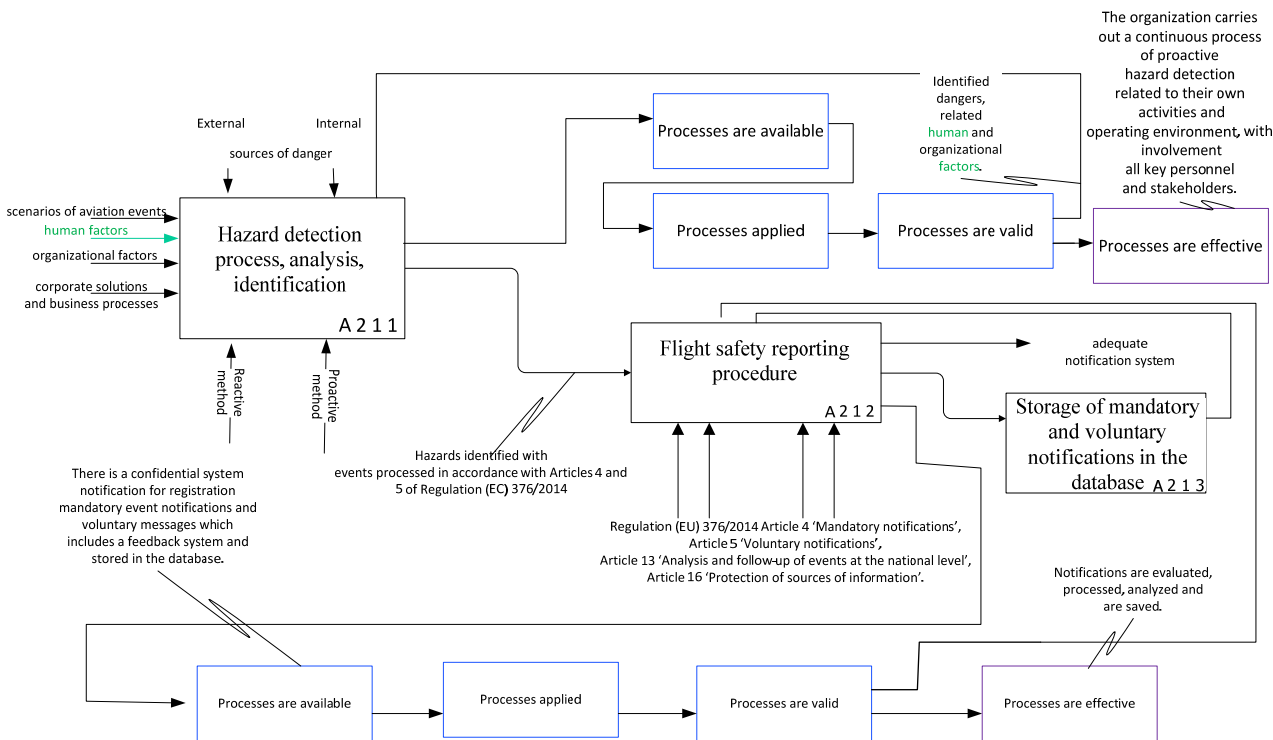 The organization carries
out a continuous process
of proactive
hazard detection
related to their own
activities and
operating environment, with
involvement
all key personnel
and stakeholders.
Identified
dangers,
related
human and
organizational
factors.
External
Internal
sources of danger
scenarios of aviation events
human factors
organizational factors
corporate solutions
and business processes
Hazard detection
process, analysis,
identification
A 2 1 1
Processes are available
Processes applied
Processes are valid
Processes are effective
Reactive
method
Proactive
method
Flight safety reporting
procedure
A 2 1 2
adequate
notification system
Storage of mandatory
and voluntary
notifications in the
database
A 2 1 3
Hazards identified with
events processed in accordance with Articles 4 and
5 of Regulation (EC) 376/2014
There is a confidential system
notification for registration
mandatory event notifications and
voluntary messages which
includes a feedback system and
stored in the database.
Regulation (EU) 376/2014 Article 4 ‘Mandatory notifications’,
Article 5 ‘Voluntary notifications’,
Article 13 ‘Analysis and follow-up of events at the national level’,
Article 16 ‘Protection of sources of information’.
Notifications are evaluated,
processed, analyzed and
are saved.
Processes are available
Processes applied
Processes are valid
Processes are effective